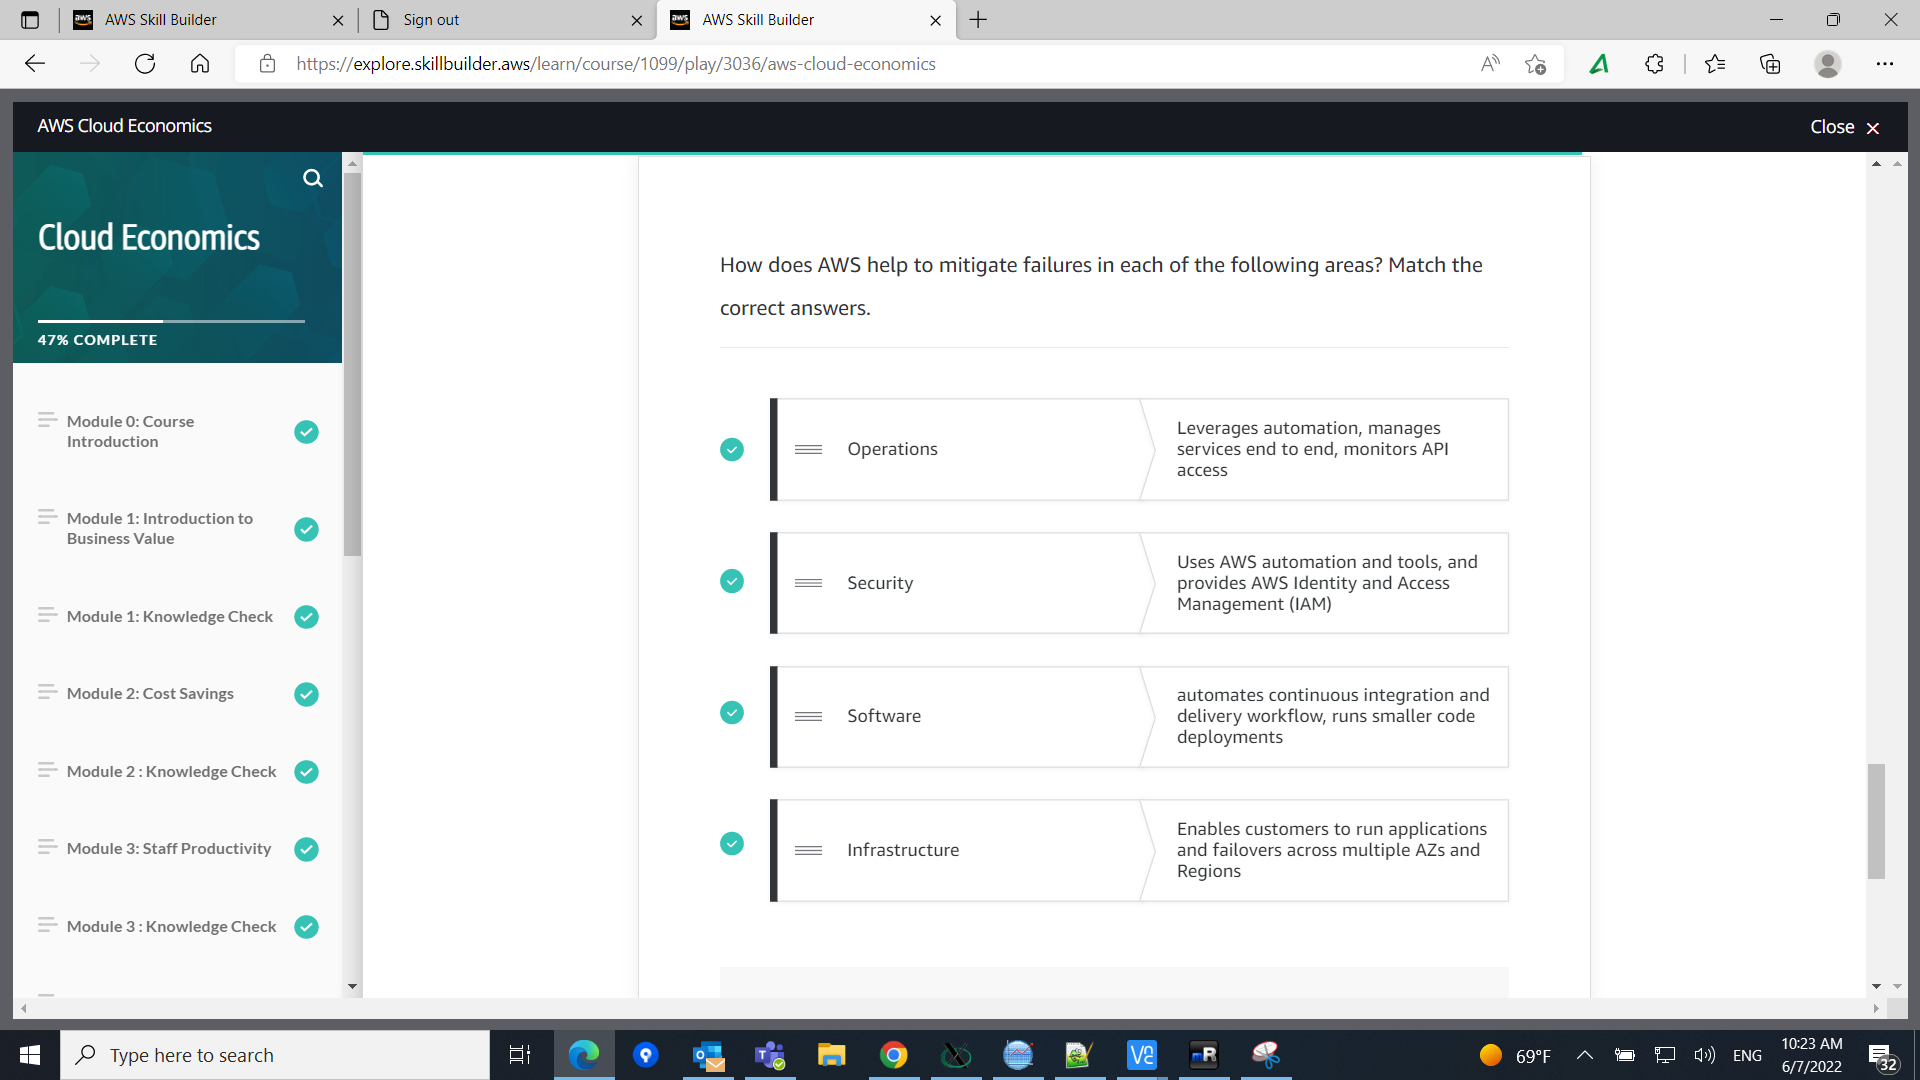 AWS Skill Builder
Sign out
AWS Skill Builder
https://explore.skillbuilder.aws/learn/course/1099/play/3036/aws-cloud-economics
AWS Cloud Economics
Close
Cloud Economics
47% COMPLETE
Module 0: Course
Introduction
Module 1: Introduction to
Business Value
Module 1: Knowledge Check
Module 2: Cost Savings
Module 2 : Knowledge Check
Module 3: Staff Productivity
Module 3 : Knowledge Check
How does AWS help to mitigate failures in each of the following areas? Match the
correct answers.
Operations
Leverages automation, manages
services end to end, monitors API
access
Security
Uses AWS automation and tools, and
provides AWS Identity and Access
Management (IAM)
Software
automates continuous integration and
delivery workflow, runs smaller code
deployments
Infrastructure
Enables customers to run applications
and failovers across multiple AZs and
Regions
Type here to search
69°F
ENG
10:23 AM
6/7/2022
32